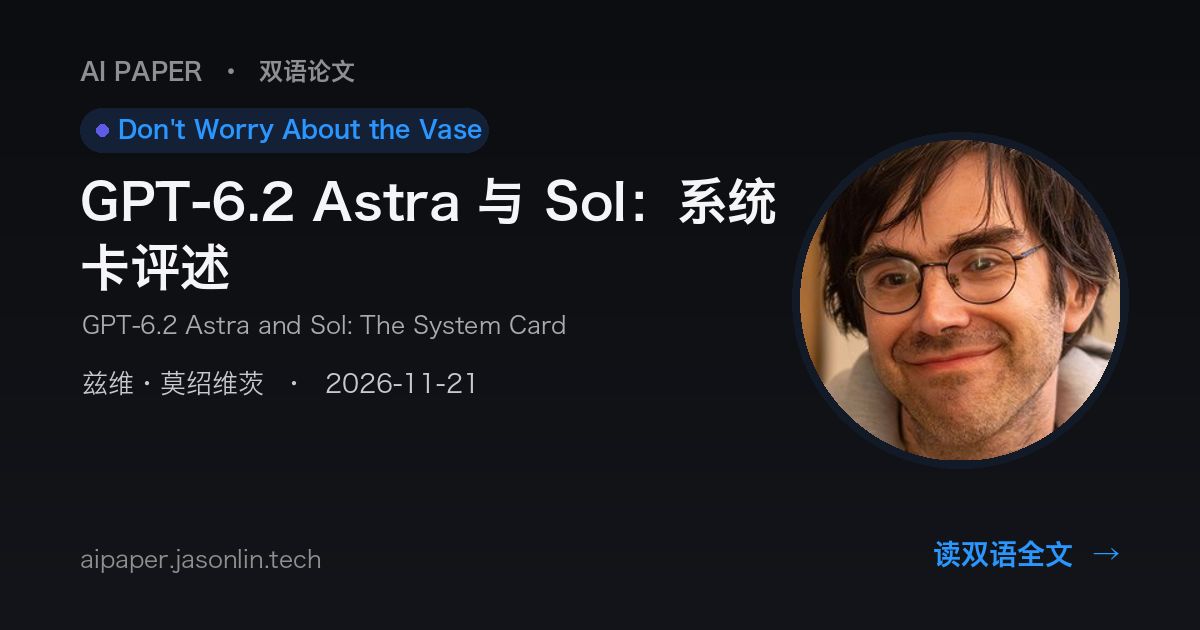 AI PAPER · 双语论文
Don't Worry About the Vase
GPT-6.2 Astra 与 Sol：系统
卡评述
GPT-6.2 Astra and Sol: The System Card
兹维·莫绍维茨 · 2026-11-21
aipaper.jasonlin.tech
读双语全文 →